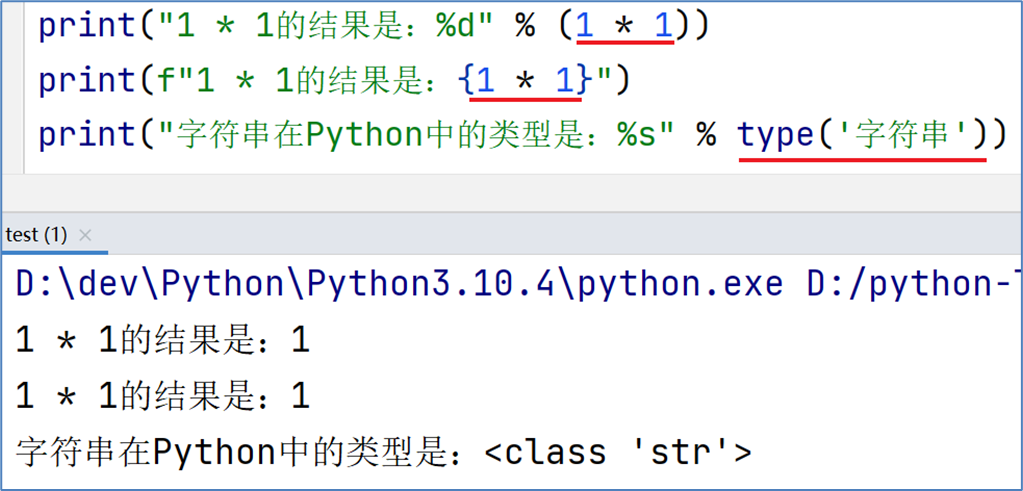 print("1 * 1的结果是：%d" % (1 * 1))
print(f"1 * 1的结果是：{1 * 1}")
print("字符串在Python中的类型是：%s" % type('字符串'))
test (1) ×
D:\dev\Python\Python3.10.4\python.exe D:/python-
1 * 1的结果是：1
1 * 1的结果是：1
字符串在Python中的类型是：<class 'str'>